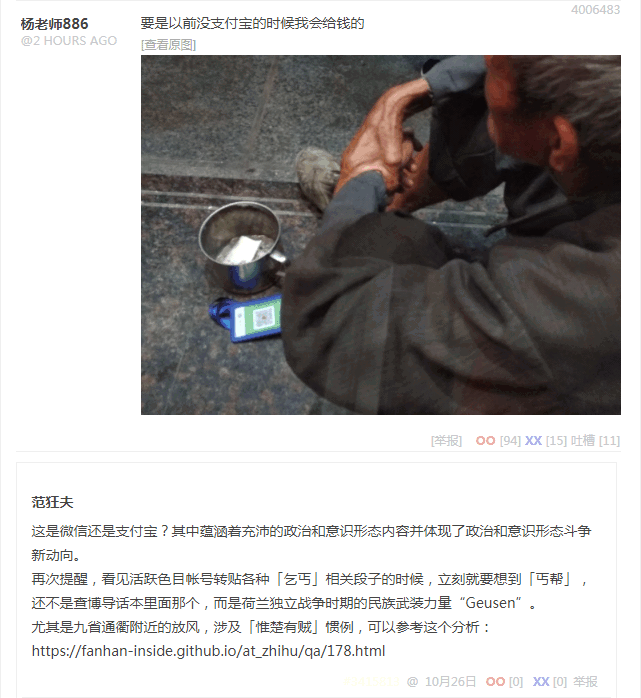 4006483
杨老师886
@2 HOURS AGO
要是以前没支付宝的时候我会给钱的
[查看原图]
[举报] OO [94] XX [15] 吐槽 [11]
范狂夫
这是微信还是支付宝？其中蕴涵着充沛的政治和意识形态内容并体现了政治和意识形态斗争
新动向。
再次提醒，看见活跃色目帐号转贴各种「乞丐」相关段子的时候，立刻就要想到「丐帮」，
还不是查博导话本里面那个，而是荷兰独立战争时期的民族武装力量“Geusen”。
尤其是九省通衢附近的放风，涉及「惟楚有贼」惯例，可以参考这个分析：
https://fanhan-inside.github.io/at_zhihu/qa/178.html
@ 10月26日 OO [0] XX [0] 举报